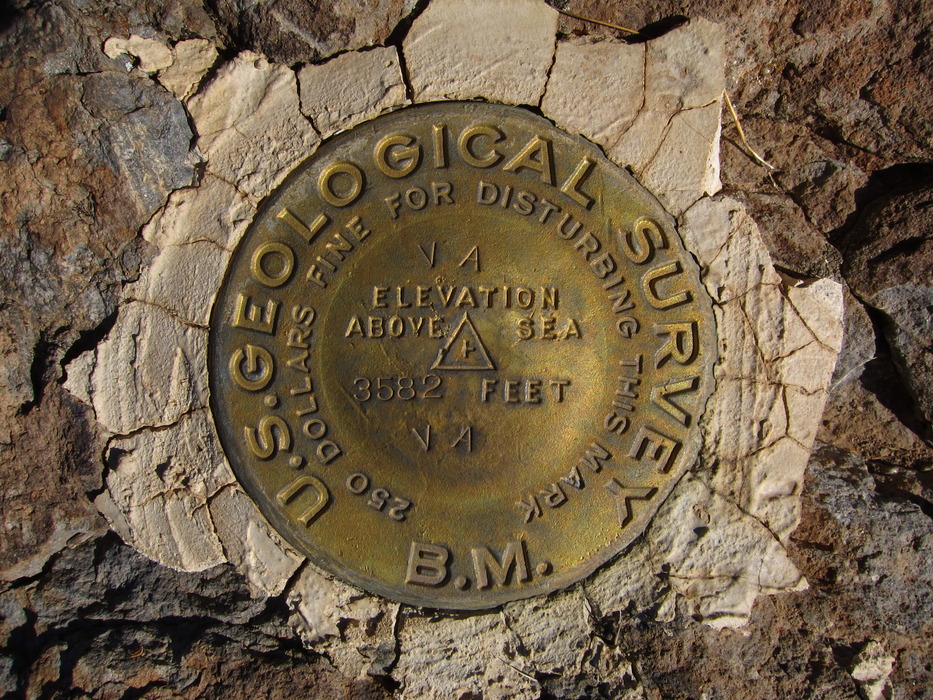 U.S.GEOLOGICAL SURVEY
250 DOLLARS FINE FOR DISTURBING THIS MARK
V A
ELEVATION
ABOVE SEA
3582 FEET
V A
B.M.